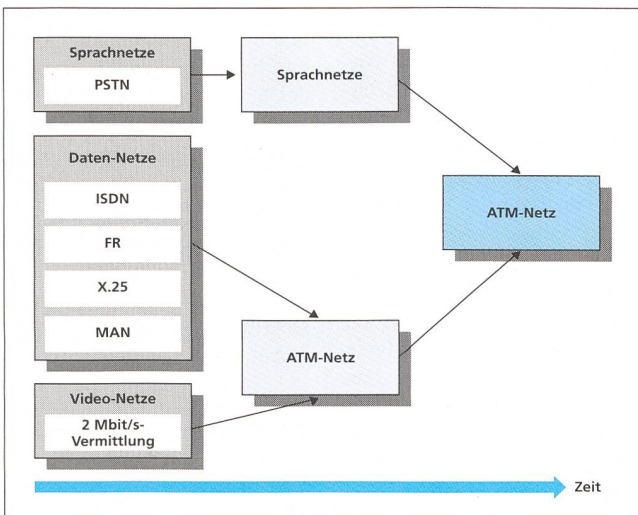 Sprachnetze
PSTN
Sprachnetze
Daten-Netze
ISDN
FR
X.25
MAN
ATM-Netz
ATM-Netz
Video-Netze
2 Mbit/s-
Vermittlung
Zeit